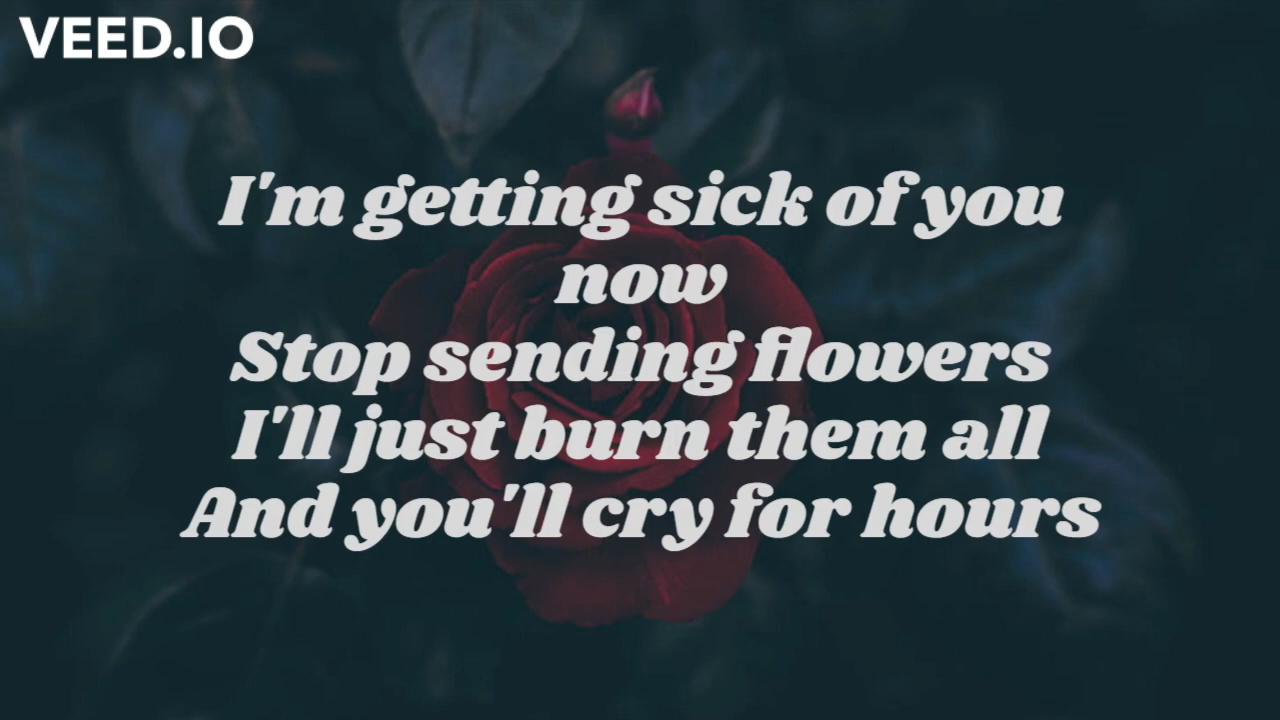 VEED.IO
I'm getting sick of you
now
Stop sending flowers
I'll just burn them all
And you'll cry for hours